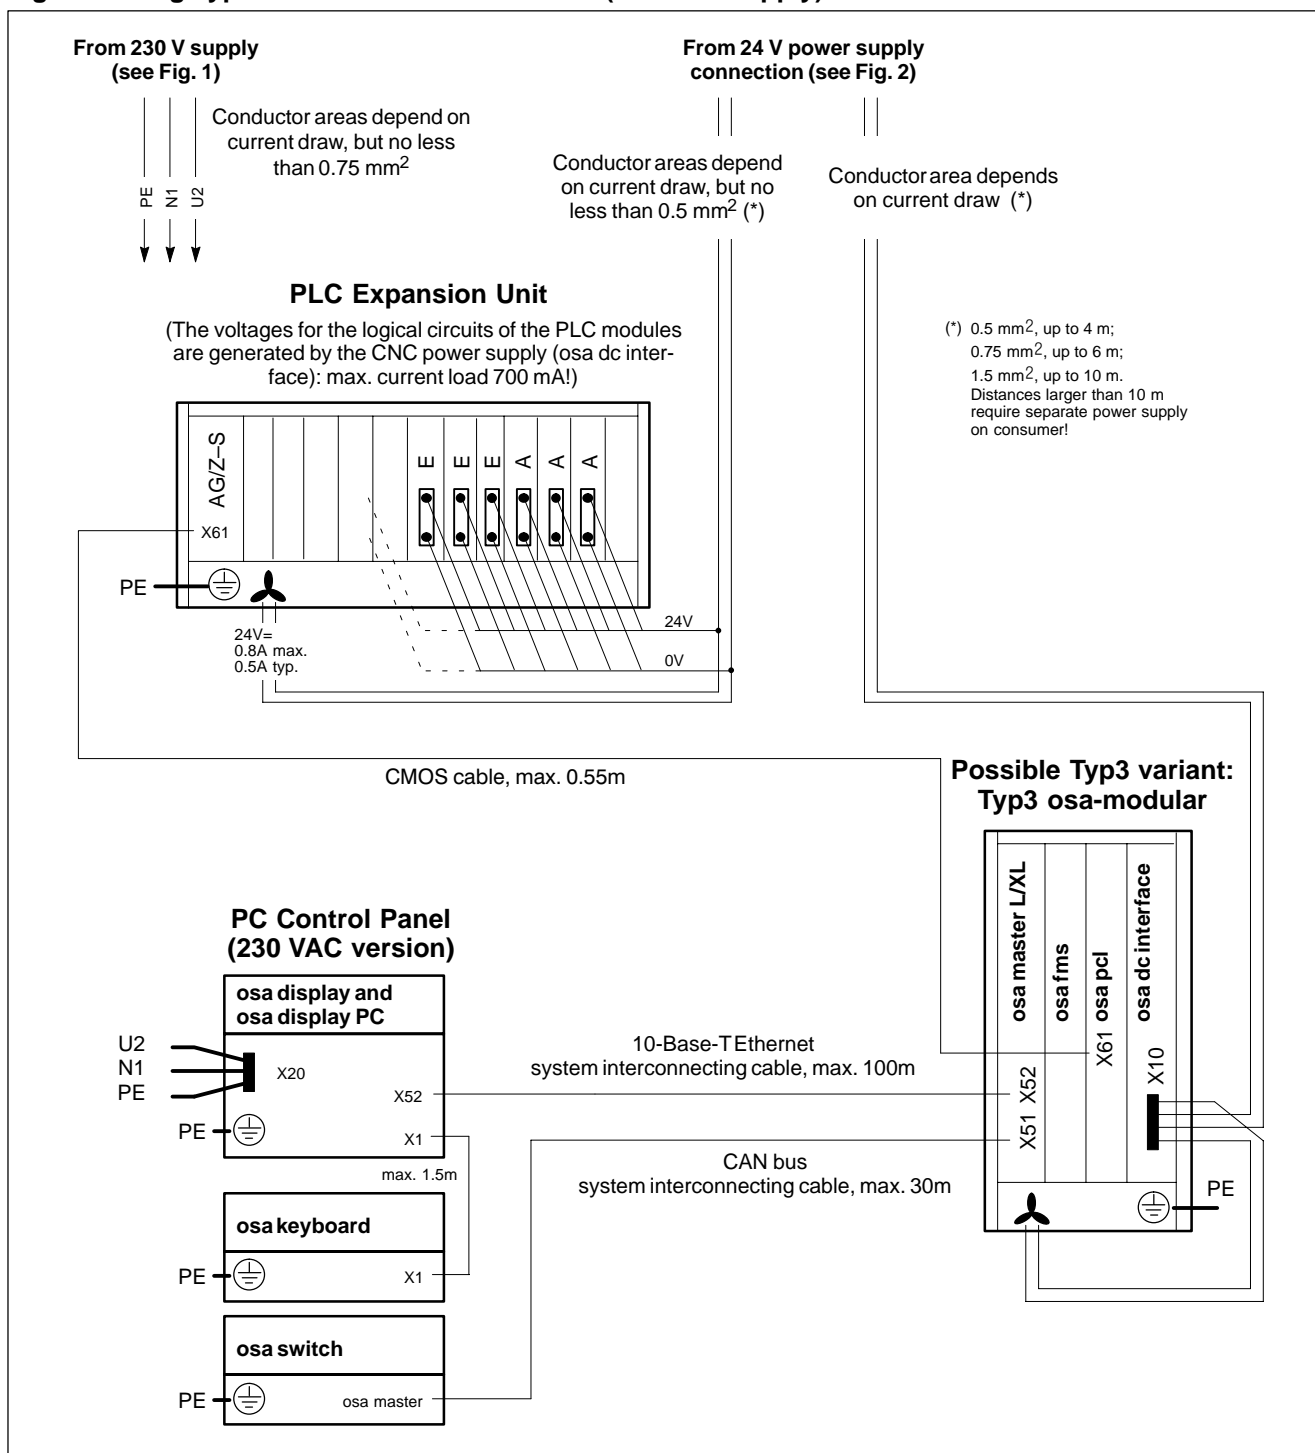 From 230 V supply
(see Fig. 1)
From 24 V power supply
connection (see Fig. 2)
Conductor areas depend on
current draw, but no less
than 0.75 mm2
PE
N1
U2
Conductor areas depend
on current draw, but no
less than 0.5 mm2 (*)
Conductor area depends
on current draw (*)
PLC Expansion Unit
(The voltages for the logical circuits of the PLC modules
are generated by the CNC power supply (osa dc inter-
face): max. current load 700 mA!)
(*) 0.5 mm2, up to 4 m;
0.75 mm2, up to 6 m;
1.5 mm2, up to 10 m.
Distances larger than 10 m
require separate power supply
on consumer!
AG/Z–S
E
E
E
A
A
A
X61
PE
24V=
0.8A max.
0.5A typ.
24V
0V
CMOS cable, max. 0.55m
Possible Typ3 variant:
Typ3 osa-modular
osa master L/XL
osa fms
osa pcl
osa dc interface
X61
X10
X52
X51
PE
PC Control Panel
(230 VAC version)
osa display and
osa display PC
U2
N1
PE
X20
X52
PE
X1
10-Base-T Ethernet
system interconnecting cable, max. 100m
max. 1.5m
CAN bus
system interconnecting cable, max. 30m
osa keyboard
PE
X1
osa switch
PE
osa master